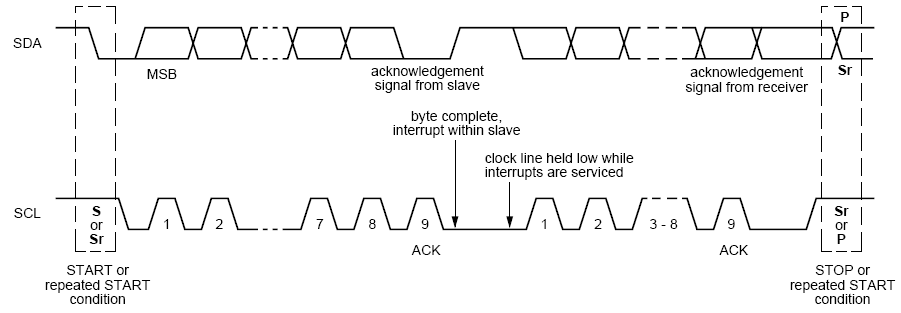 P
SDA
MSB
acknowledgement
signal from slave
acknowledgement
signal from receiver
Sr
byte complete,
interrupt within slave
clock line held low while
interrupts are serviced
SCL
S
or
Sr
1
2
7
8
9
1
2
3 - 8
9
Sr
or
P
ACK
ACK
START or
repeated START
condition
STOP or
repeated START
condition